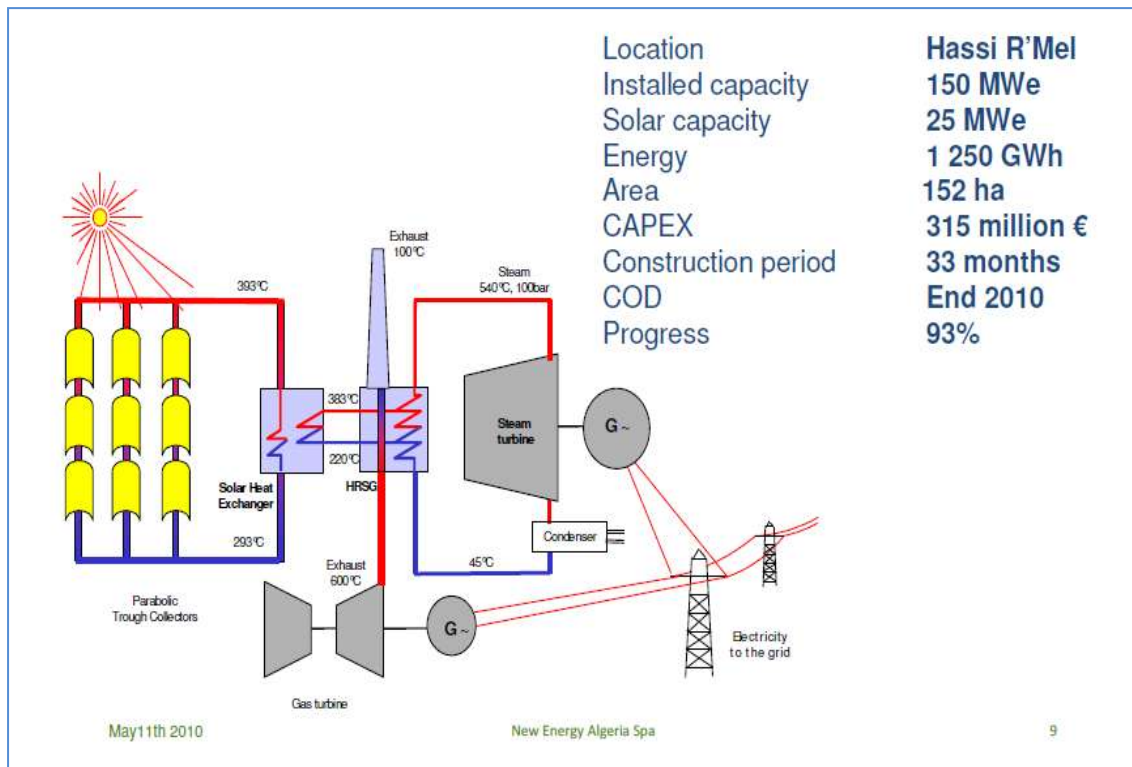 Location Hassi R'Mel
Installed capacity 150 MWe
Solar capacity 25 MWe
Energy 1 250 GWh
Area 152 ha
CAPEX 315 million €
Construction period 33 months
COD End 2010
Progress 93%
Exhaust
100°C
Steam
540°C, 100bar
393°C
383°C
Steam
turbine
G ~
220°C
Solar Heat
Exchanger
HRSG
Condenser
293°C
Exhaust
600°C
45°C
Parabolic
Trough Collectors
G ~
Electricity
to the grid
Gas turbine
May11th 2010
New Energy Algeria Spa
9